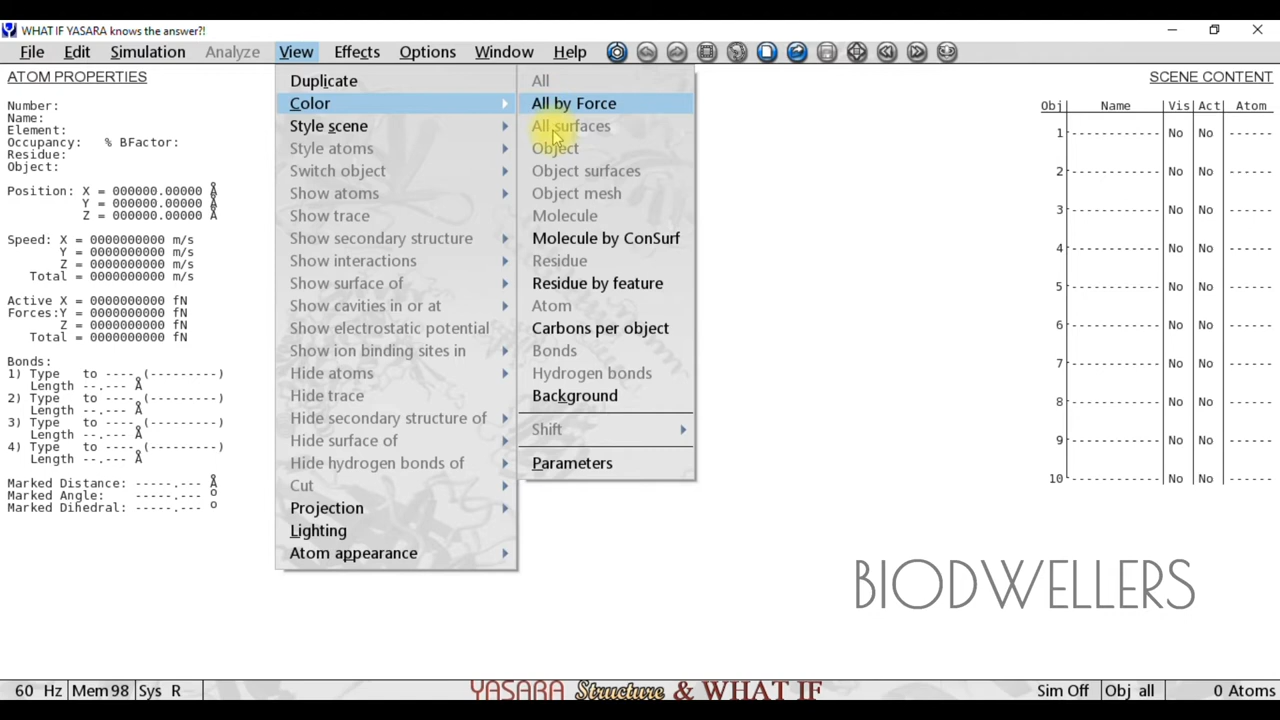 WHAT IF YASARA knows the answer?!
File Edit Simulation Analyze View Effects Options Window Help
ATOM PROPERTIES
Number:
Name:
Element:
Occupancy: % BFactor:
Residue:
Object:
Position: X = 000000.00000 Å
Y = 000000.00000 Å
Z = 000000.00000 Å
Speed: X = 0000000000 m/s
Y = 0000000000 m/s
Z = 0000000000 m/s
Total = 0000000000 m/s
Active X = 0000000000 fN
Forces:Y = 0000000000 fN
Z = 0000000000 fN
Total = 0000000000 fN
Bonds:
1) Type to ----.(---------)
Length --.--- Å
2) Type to ----.(---------)
Length --.--- Å
3) Type to ----.(---------)
Length --.--- Å
4) Type to ----.(---------)
Length --.--- Å
Marked Distance: -----.--- Å
Marked Angle: -----.--- o
Marked Dihedral: -----.--- o
Duplicate
Color
Style scene
Style atoms
Switch object
Show atoms
Show trace
Show secondary structure
Show interactions
Show surface of
Show cavities in or at
Show electrostatic potential
Show ion binding sites in
Hide atoms
Hide trace
Hide secondary structure of
Hide surface of
Hide hydrogen bonds of
Cut
Projection
Lighting
Atom appearance
All
All by Force
All surfaces
Object
Object surfaces
Object mesh
Molecule
Molecule by ConSurf
Residue
Residue by feature
Atom
Carbons per object
Bonds
Hydrogen bonds
Background
Shift
Parameters
SCENE CONTENT
Obj Name Vis Act Atom
1 ------------ No No ------
2 ------------ No No ------
3 ------------ No No ------
4 ------------ No No ------
5 ------------ No No ------
6 ------------ No No ------
7 ------------ No No ------
8 ------------ No No ------
9 ------------ No No ------
10 ------------ No No ------
BIODWELLERS
60 Hz Mem98 Sys R YASARA Structure & WHAT IF Sim Off Obj all 0 Atoms